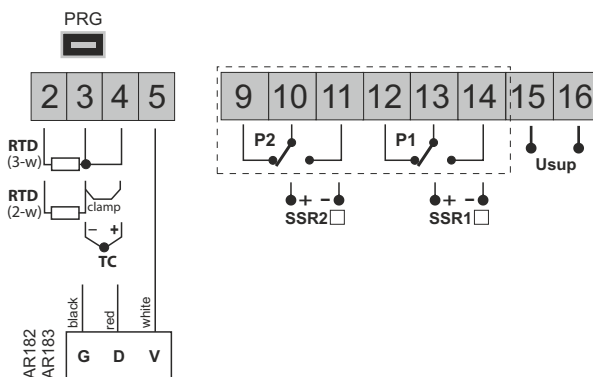 PRG
2 3 4 5 9 10 11 12 13 14 15 16
RTD
(3-w)
P2 P1
Usup
RTD
(2-w)
clamp
+ - + -
− +
SSR2 SSR1
TC
black
red
white
AR182
AR183
G D V